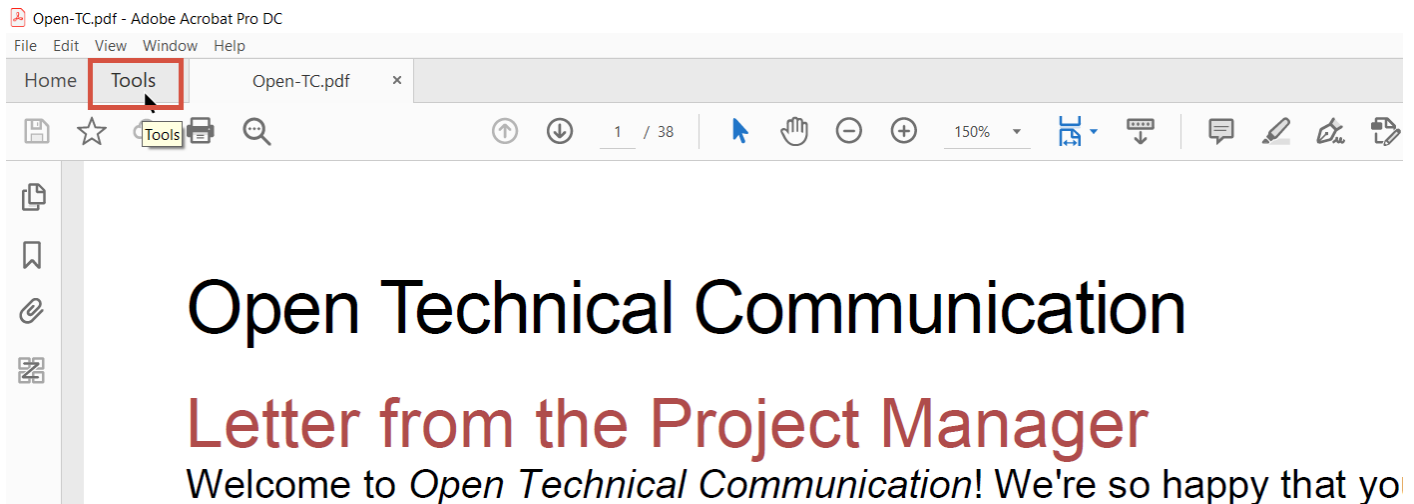 Open-TC.pdf - Adobe Acrobat Pro DC
File Edit View Window Help
Home Tools Open-TC.pdf ×
Tools 1 / 38 150%
Open Technical Communication
Letter from the Project Manager
Welcome to Open Technical Communication! We're so happy that you